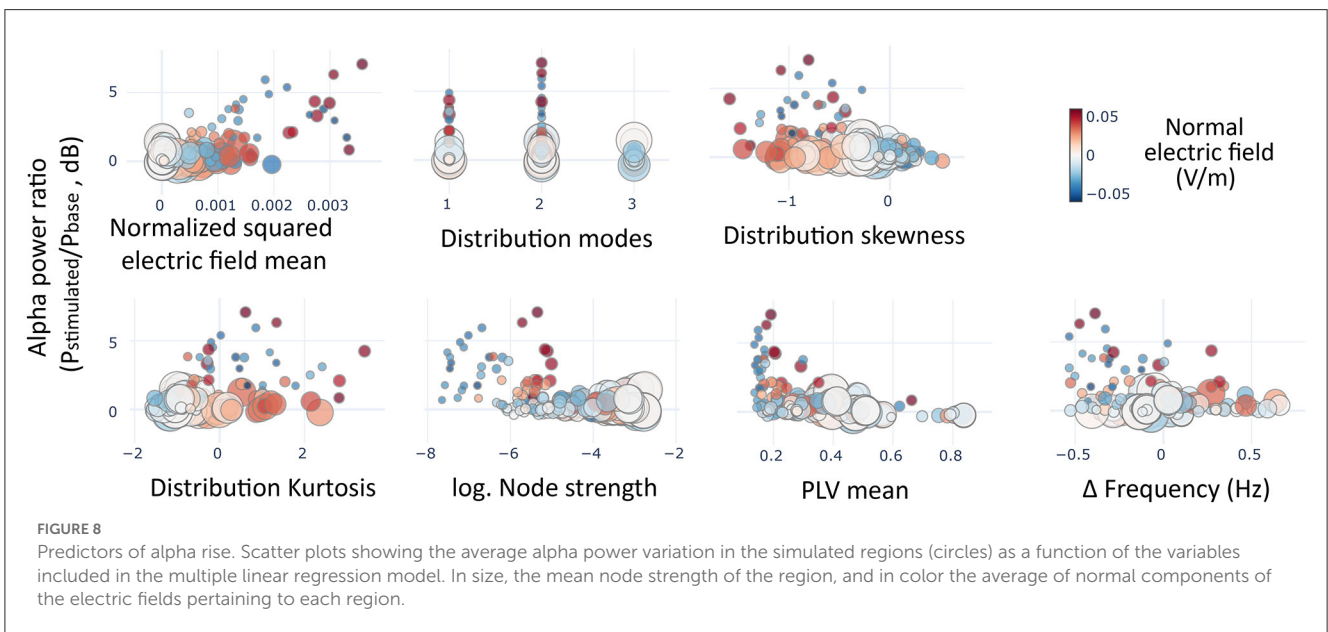 Alpha power ratio
(Pstimulated/Pbase , dB)
5
0
0 0.001 0.002 0.003
Normalized squared
electric field mean
1 2 3
Distribution modes
−1 0
Distribution skewness
0.05
0
−0.05
Normal
electric field
(V/m)
5
0
−2 0 2
Distribution Kurtosis
−8 −6 −4 −2
log. Node strength
0.2 0.4 0.6 0.8
PLV mean
−0.5 0 0.5
Δ Frequency (Hz)
FIGURE 8
Predictors of alpha rise. Scatter plots showing the average alpha power variation in the simulated regions (circles) as a function of the variables
included in the multiple linear regression model. In size, the mean node strength of the region, and in color the average of normal components of
the electric fields pertaining to each region.